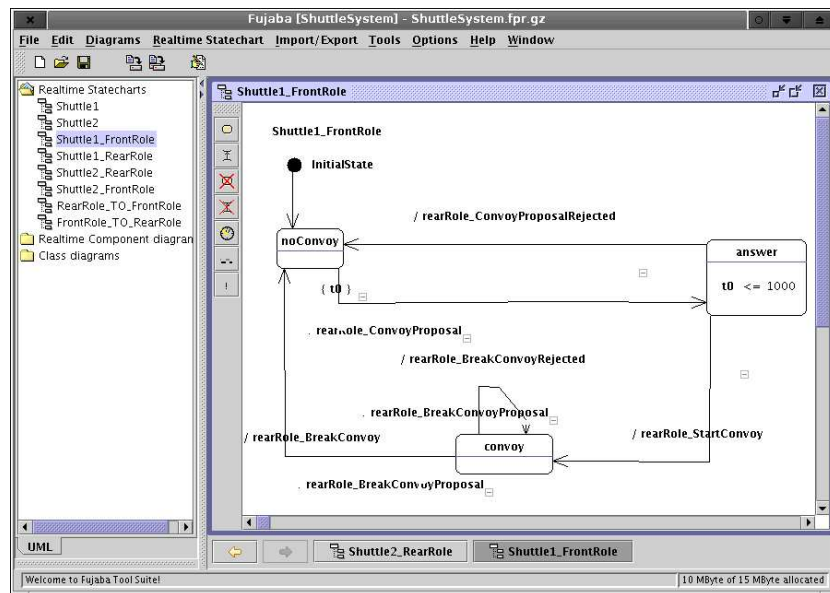 Fujaba [ShuttleSystem] - ShuttleSystem.fpr.gz
File Edit Diagrams Realtime Statechart Import/Export Tools Options Help Window
Realtime Statecharts
Shuttle1
Shuttle2
Shuttle1_FrontRole
Shuttle1_RearRole
Shuttle2_RearRole
Shuttle2_FrontRole
RearRole_TO_FrontRole
FrontRole_TO_RearRole
Realtime Component diagran
Class diagrams
UML
Shuttle1_FrontRole
Shuttle1_FrontRole
InitialState
/ rearRole_ConvoyProposalRejected
noConvoy
answer
t0 <= 1000
{ t0 }
rearRole_ConvoyProposal
/ rearRole_BreakConvoyRejected
rearRole_BreakConvoyProposal
/ rearRole_BreakConvoy
/ rearRole_StartConvoy
convoy
rearRole_BreakConvoyProposal
Shuttle2_RearRole
Shuttle1_FrontRole
Welcome to Fujaba Tool Suite!
10 MByte of 15 MByte allocated